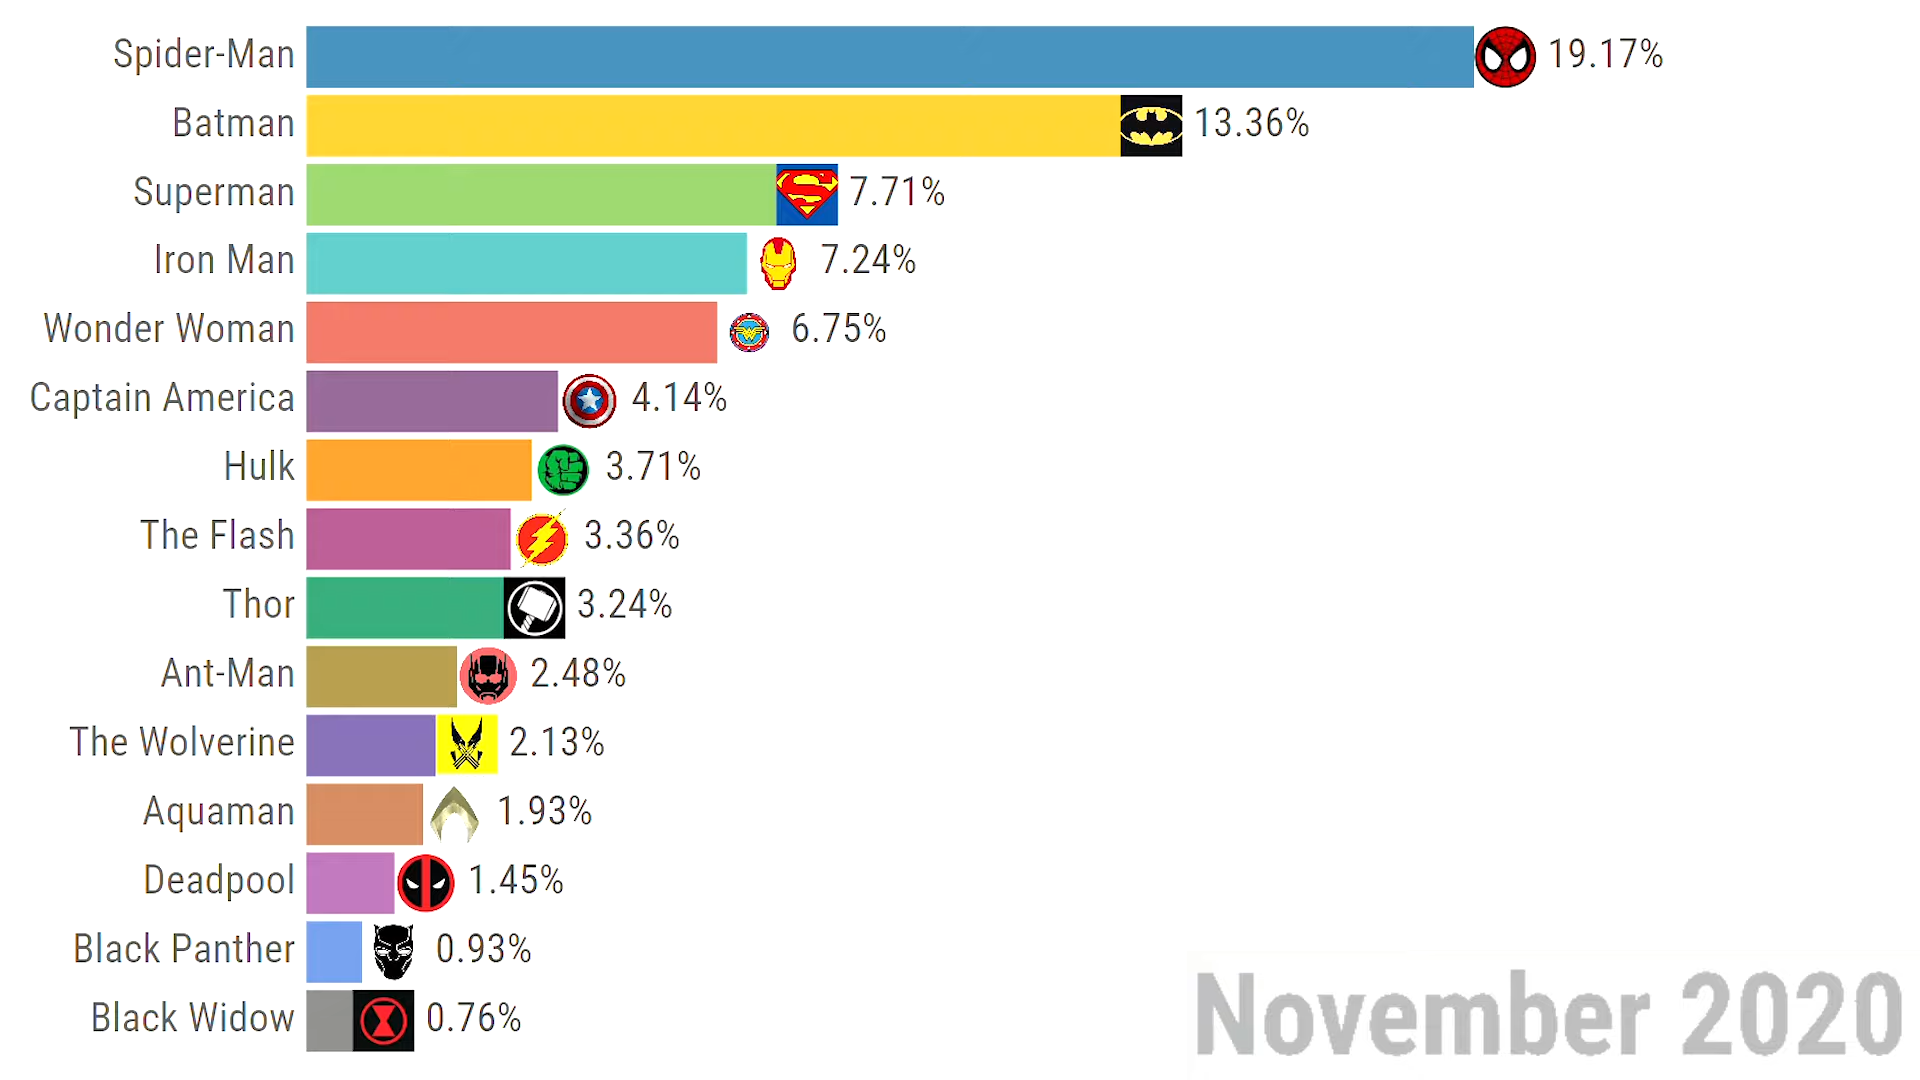 Spider-Man 19.17%
Batman 13.36%
Superman 7.71%
Iron Man 7.24%
Wonder Woman 6.75%
Captain America 4.14%
Hulk 3.71%
The Flash 3.36%
Thor 3.24%
Ant-Man 2.48%
The Wolverine 2.13%
Aquaman 1.93%
Deadpool 1.45%
Black Panther 0.93%
Black Widow 0.76%
November 2020